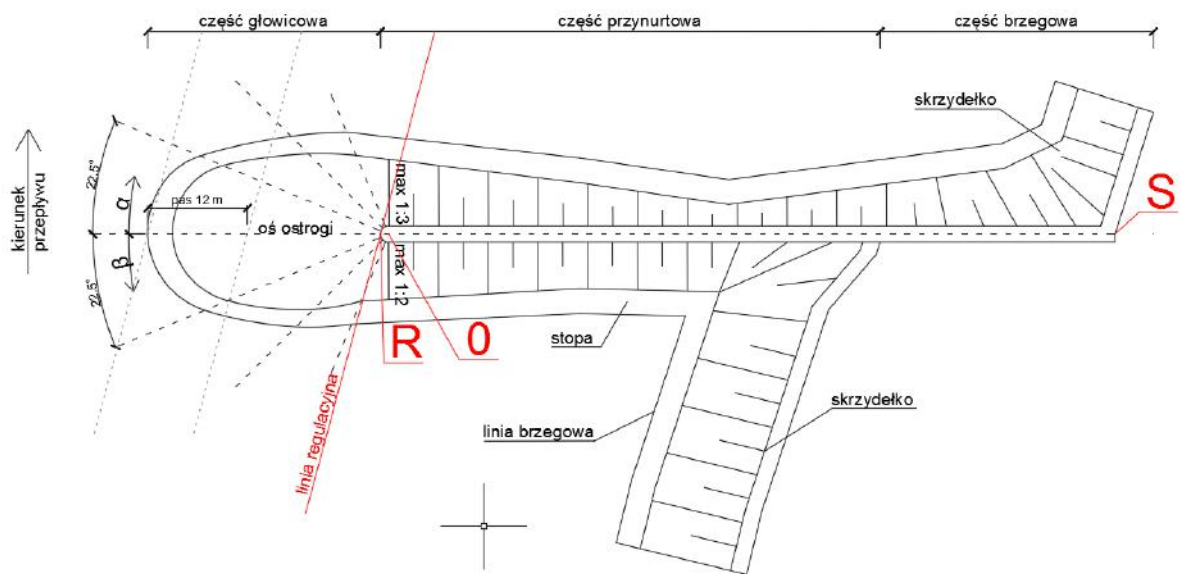 część głowicowa
część przynurtowa
część brzegowa
skrzydełko
kierunek
przepływu
22.5°
α
pas 12 m
oś ostrogi
max 1:3
S
β
22.5°
max 1:2
R
0
stopa
linia regulacyjna
linia brzegowa
skrzydełko